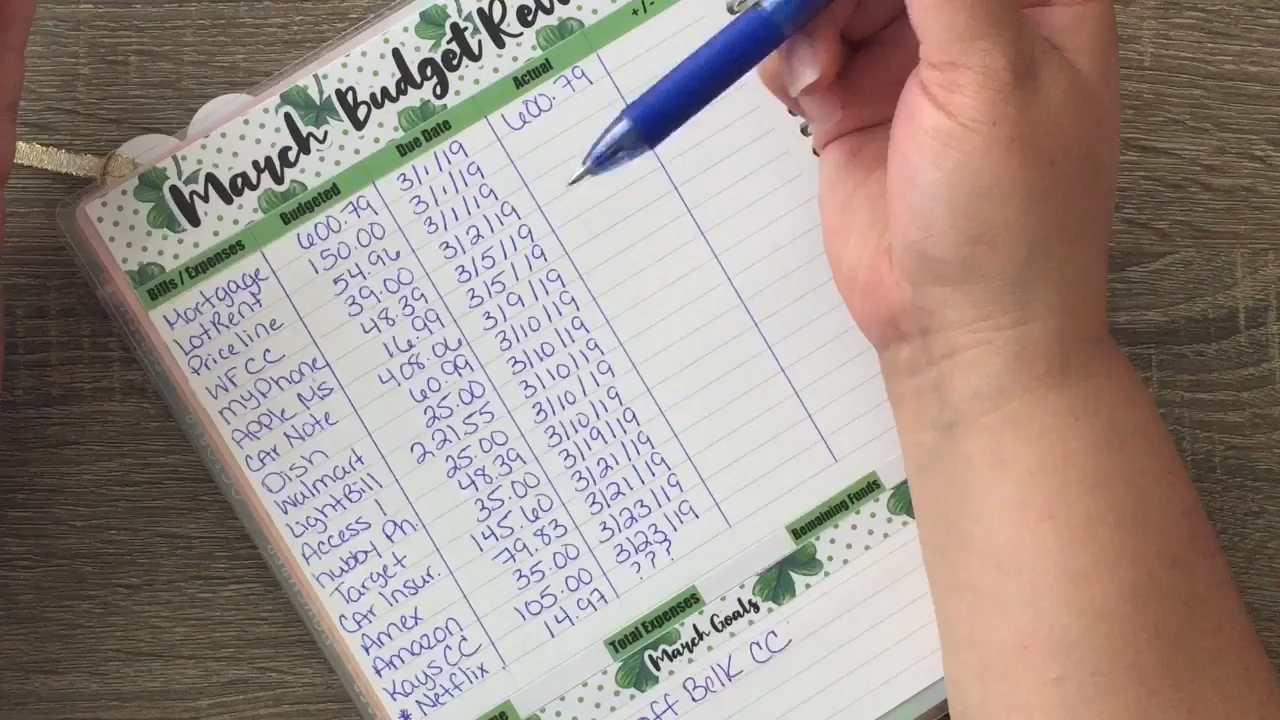 March Budget
Bills / Expenses Budgeted Due Date Actual +/-
Mortgage 600.79 3/1/19 600.79
LotRent 150.00 3/1/19
Priceline 54.96 3/1/19
WFCC 39.00 3/2/19
myPhone 48.39 3/5/19
Apple M's 16.99 3/5/19
CAr Note 408.06 3/9/19
Dish 60.99 3/10/19
Walmart 25.00 3/10/19
LightBill 221.55 3/10/19
Access 1 25.00 3/10/19
hubby Ph. 48.39 3/10/19
Target 35.00 3/19/19
CAr Insur. 145.60 3/21/19
Amex 79.83 3/21/19
Amazon 35.00 3/23/19
Kays CC 105.00 3/23/19
*Netflix 14.97 ???
Total Expenses Remaining Funds
March Goals
Off Belk CC